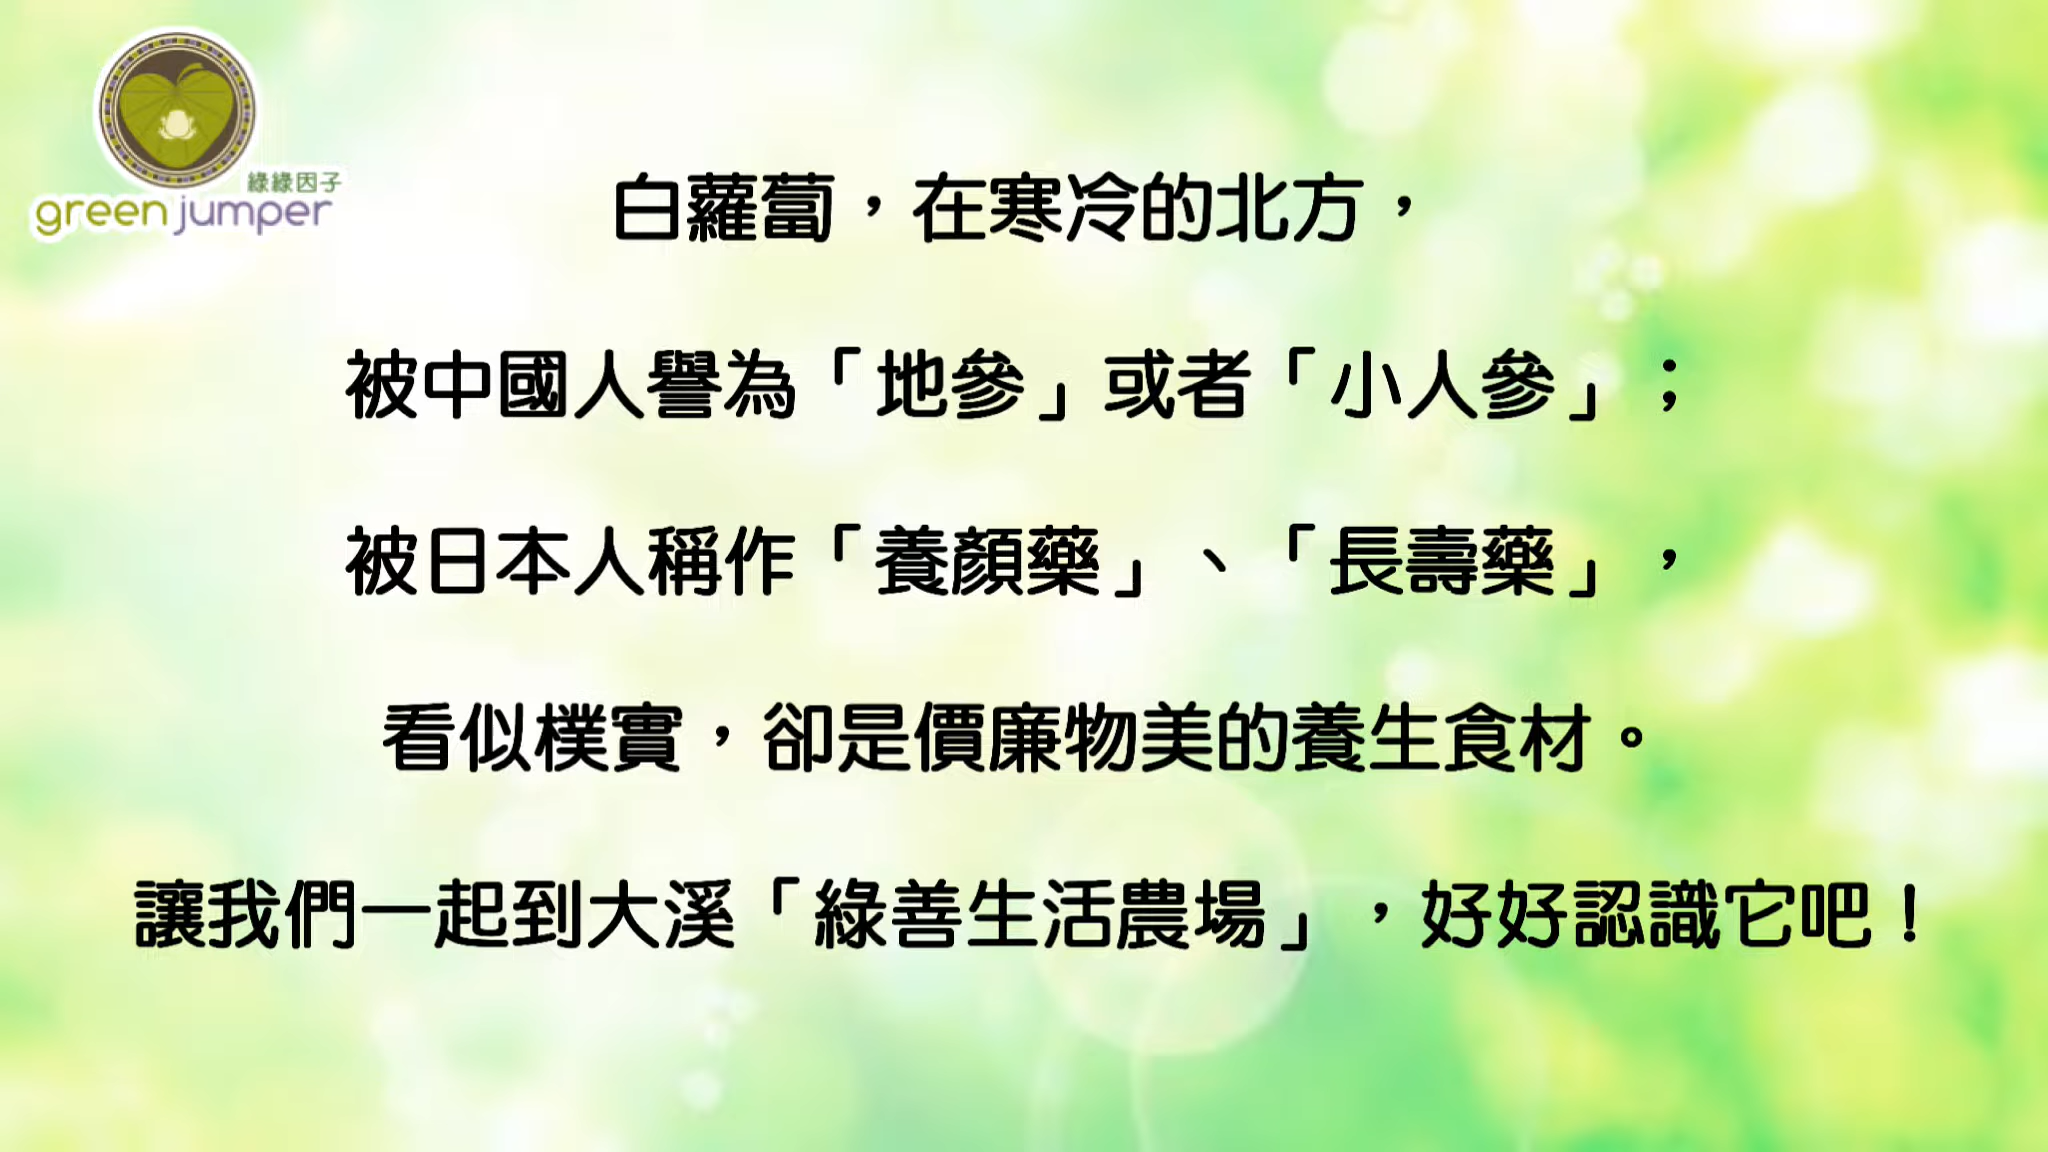 綠綠因子
green jumper
白蘿蔔，在寒冷的北方，
被中國人譽為「地參」或者「小人參」；
被日本人稱作「養顏藥」、「長壽藥」，
看似樸實，卻是價廉物美的養生食材。
讓我們一起到大溪「綠善生活農場」，好好認識它吧！